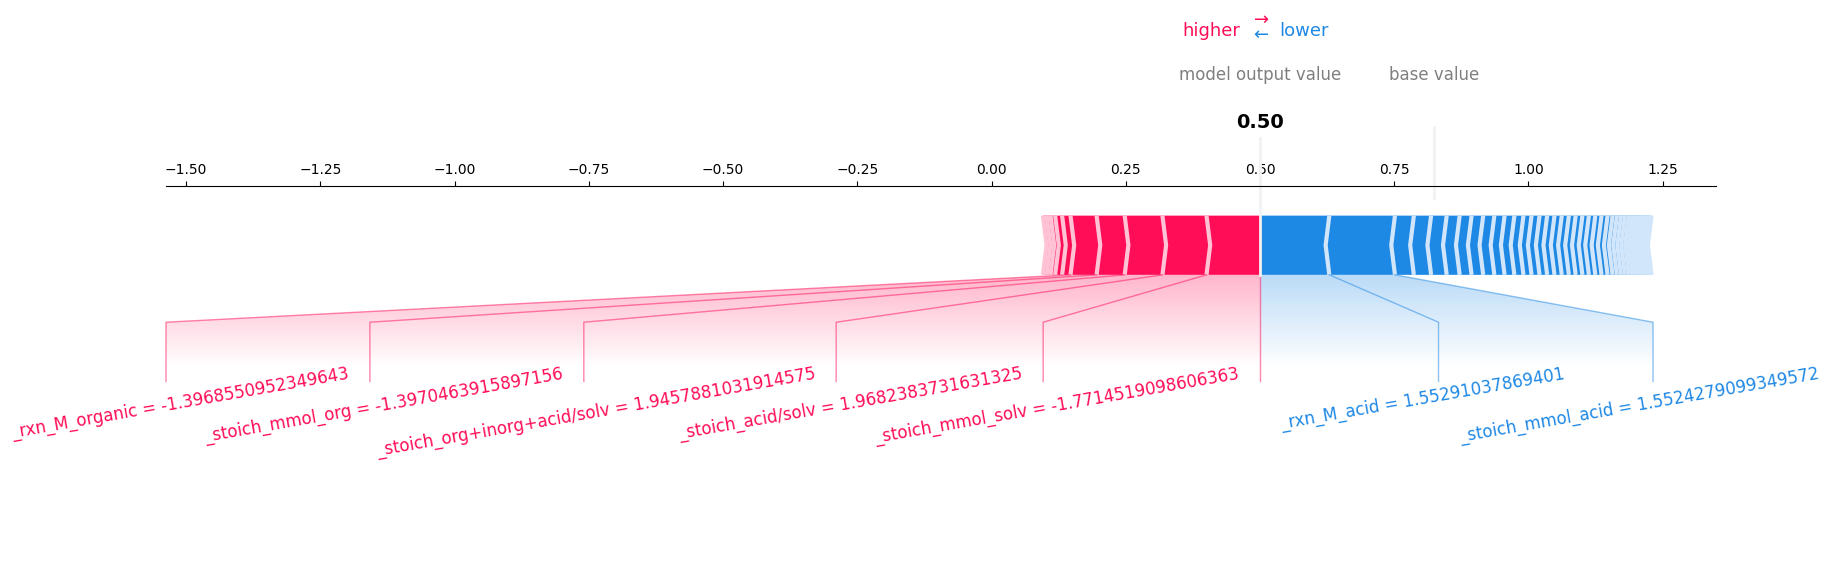 higher → ← lower
model output value base value
0.50
−1.50 −1.25 −1.00 −0.75 −0.50 −0.25 0.00 0.25 0.50 0.75 1.00 1.25
_rxn_M_organic = -1.3968550952349643
_stoich_mmol_org = -1.3970463915897156
_stoich_org+inorg+acid/solv = 1.9457881031914575
_stoich_acid/solv = 1.9682383731631325
_stoich_mmol_solv = -1.7714519098606363
_rxn_M_acid = 1.55291037869401
_stoich_mmol_acid = 1.5524279099349572